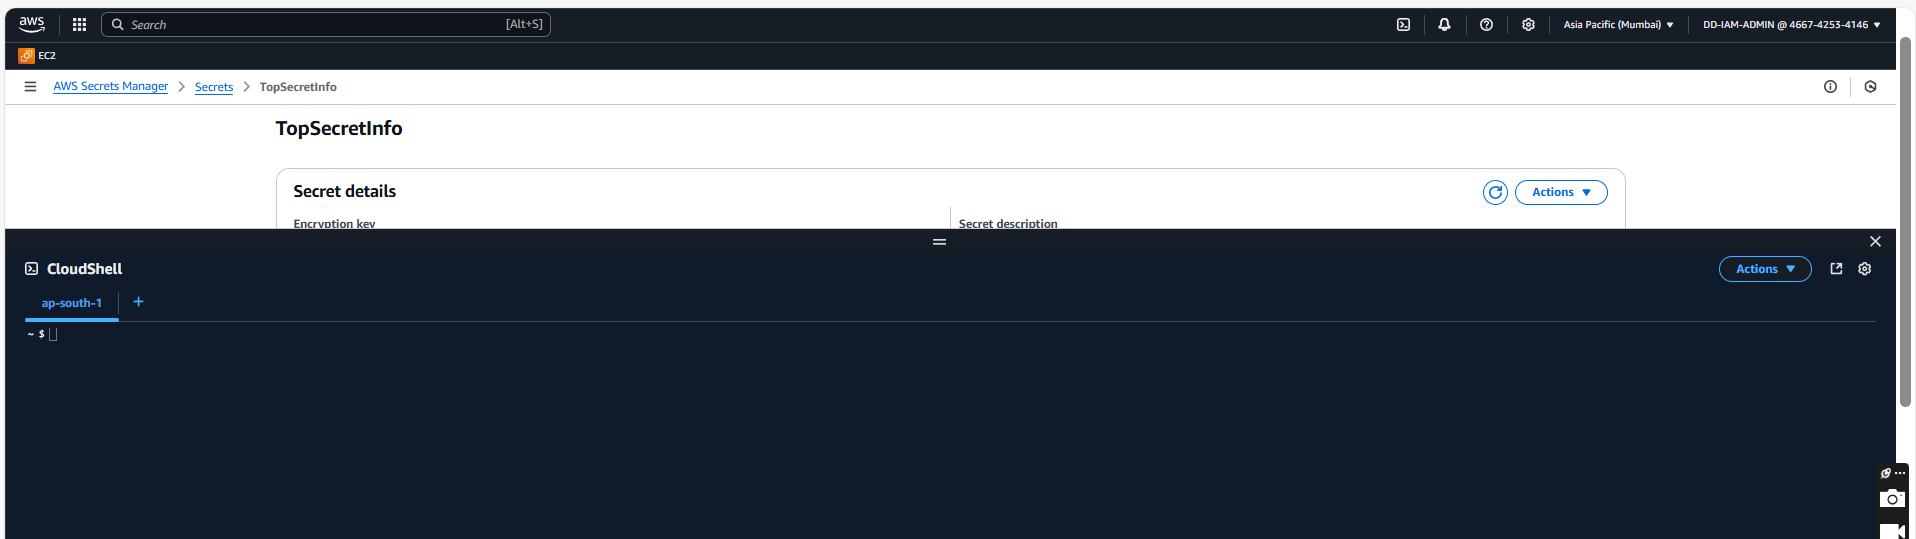 aws Search [Alt+S] Asia Pacific (Mumbai) DD-IAM-ADMIN @ 4667-4253-4146
EC2
AWS Secrets Manager Secrets TopSecretInfo
TopSecretInfo
Secret details Actions
Encryption key Secret description
CloudShell Actions
ap-south-1 +
~ $